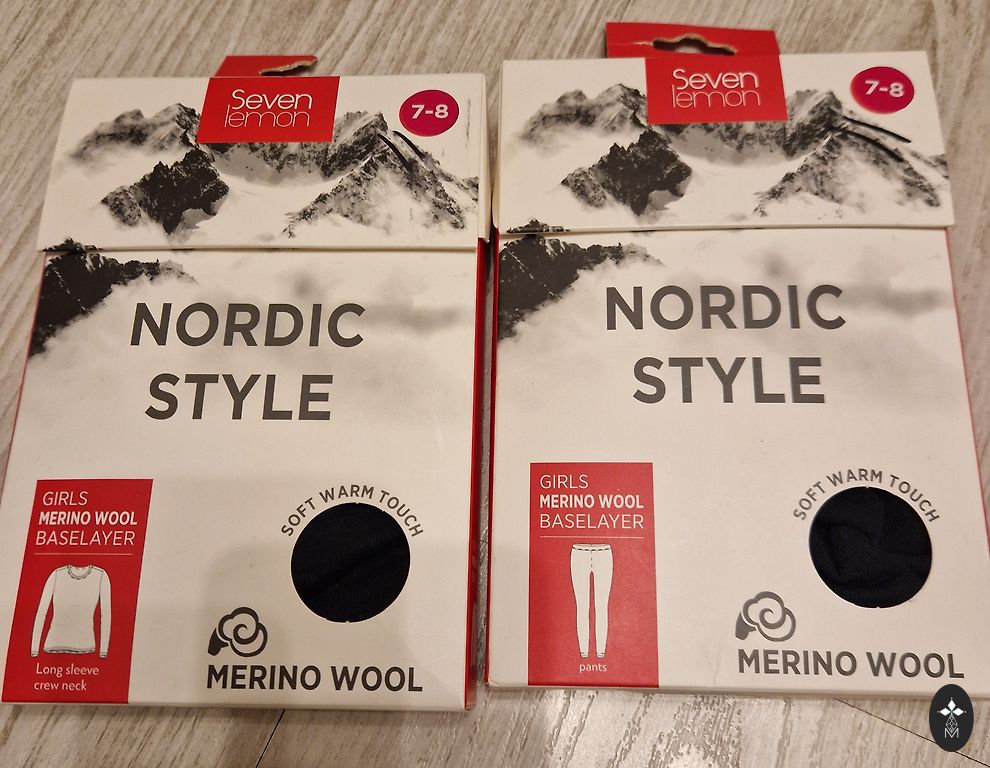 Seven
lemon
7-8
NORDIC
STYLE
GIRLS
MERINO WOOL
BASELAYER
Long sleeve
crew neck
SOFT WARM TOUCH
MERINO WOOL
Seven
lemon
7-8
NORDIC
STYLE
GIRLS
MERINO WOOL
BASELAYER
pants
SOFT WARM TOUCH
MERINO WOOL
M